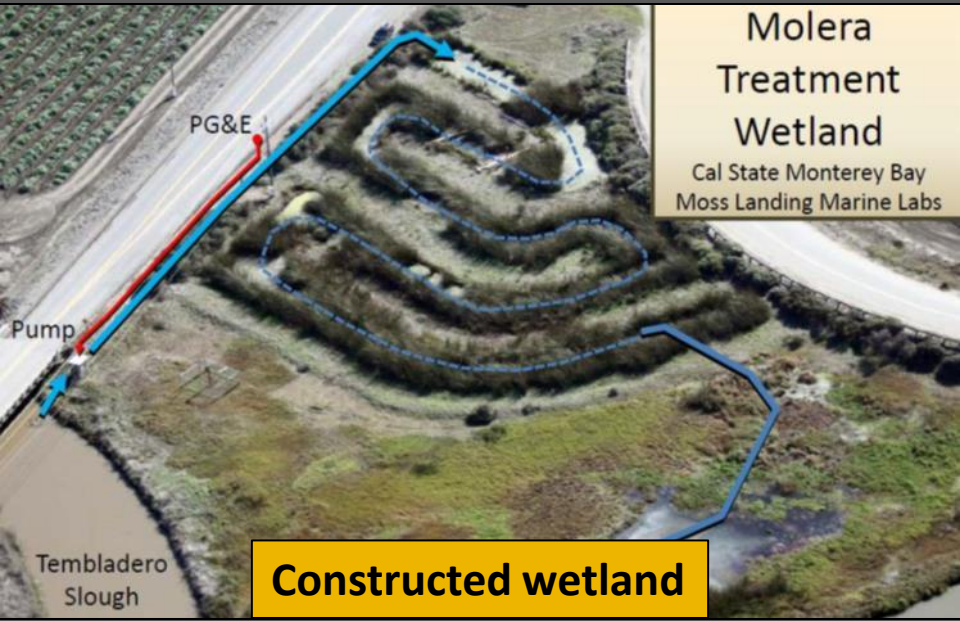 Molera
Treatment
Wetland
Cal State Monterey Bay
Moss Landing Marine Labs
PG&E
Pump
Tembladero
Slough
Constructed wetland